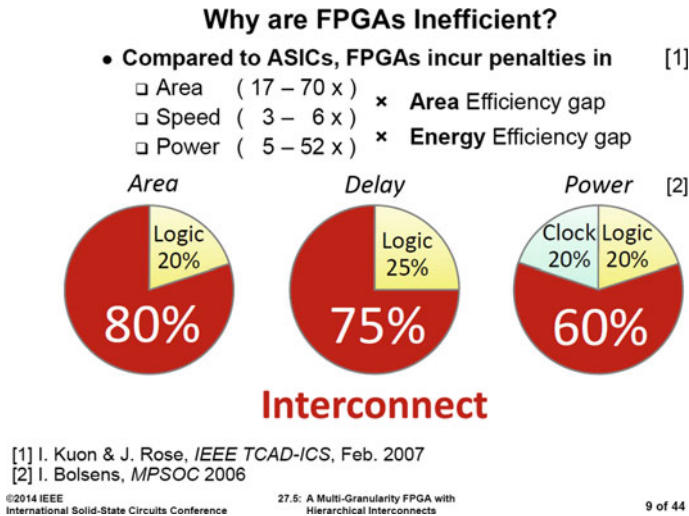 Why are FPGAs Inefficient?
• Compared to ASICs, FPGAs incur penalties in [1]
❑ Area ( 17 – 70 x )
× Area Efficiency gap
❑ Speed ( 3 – 6 x )
× Energy Efficiency gap
❑ Power ( 5 – 52 x )
Area Delay Power [2]
Logic
20%
80%
Logic
25%
75%
Clock
20%
Logic
20%
60%
Interconnect
[1] I. Kuon & J. Rose, IEEE TCAD-ICS, Feb. 2007
[2] I. Bolsens, MPSOC 2006
©2014 IEEE
International Solid-State Circuits Conference
27.5: A Multi-Granularity FPGA with
Hierarchical Interconnects
9 of 44